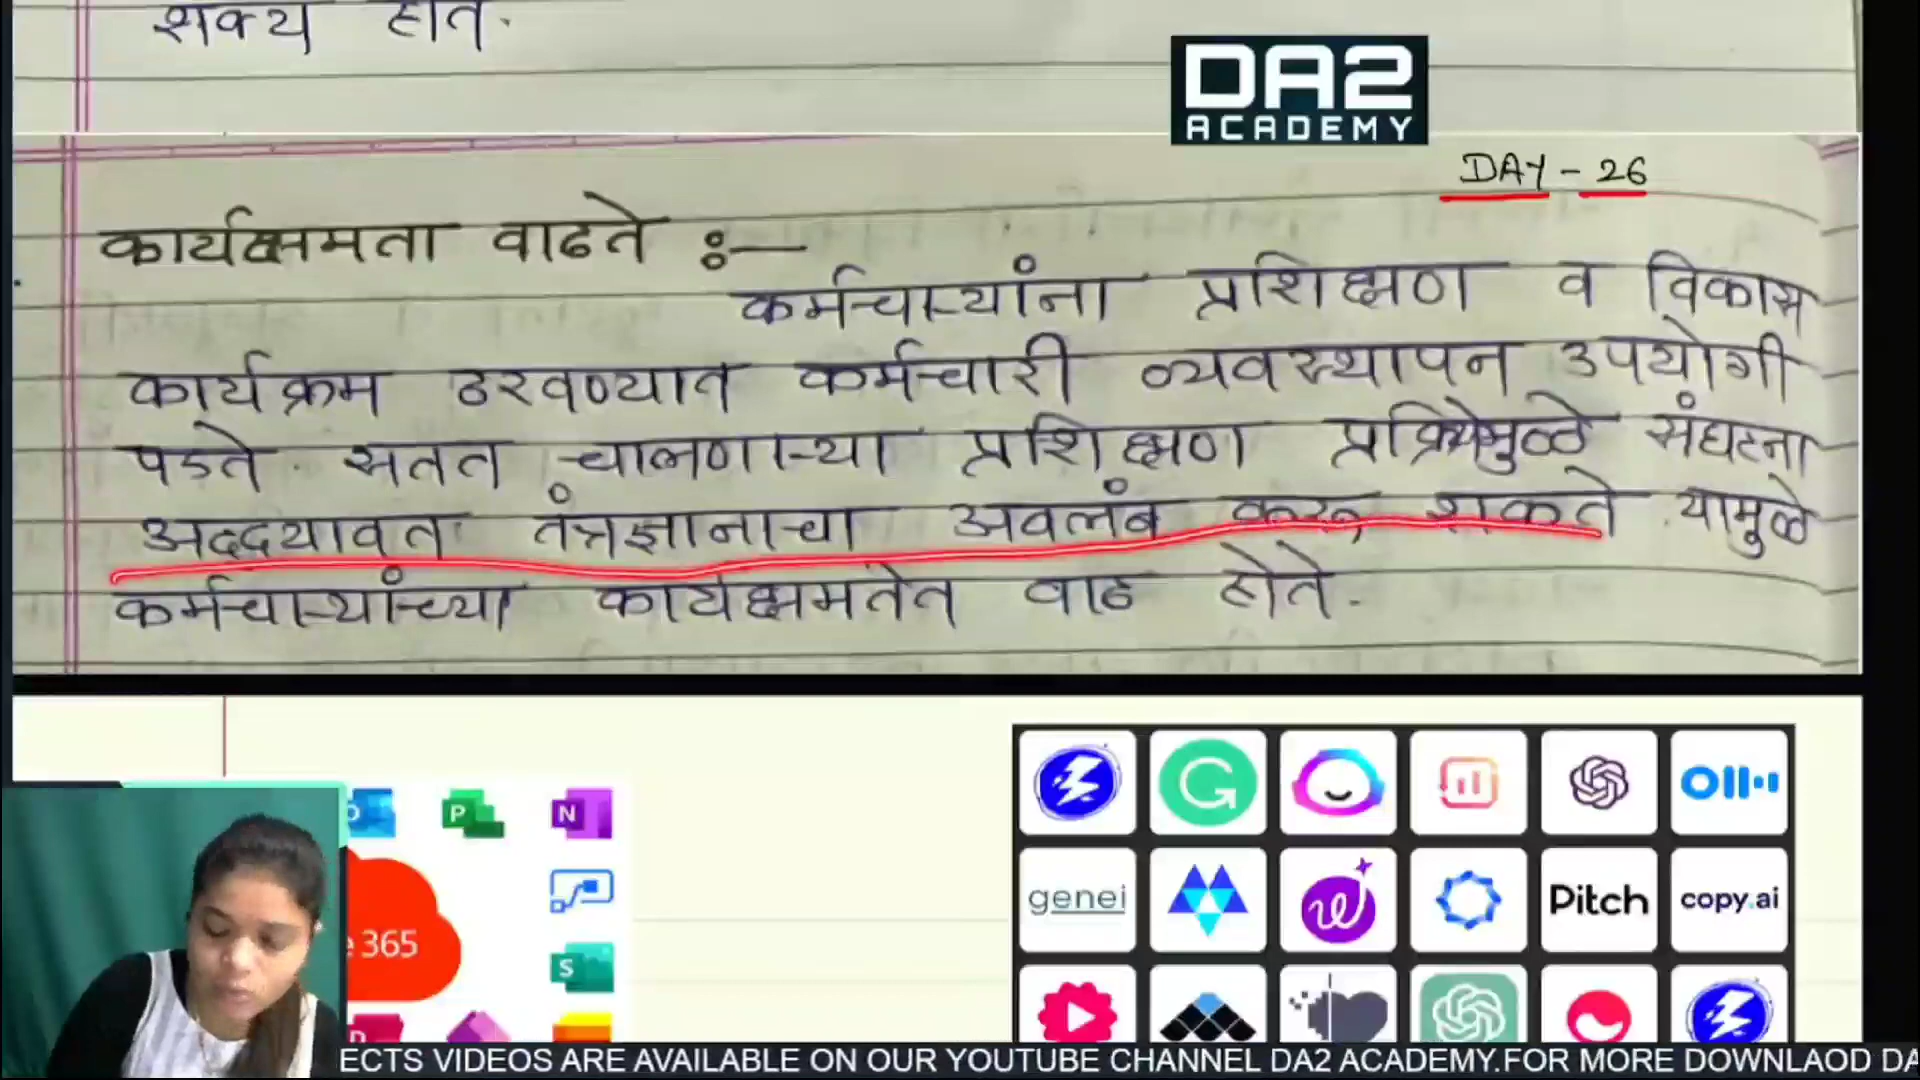 शक्य होते.
DA2
ACADEMY
DAY - 26
कार्यक्षमता वाढते :-
कर्मचाऱ्यांना प्रशिक्षण व विकास
कार्यक्रम ठरवण्यात कर्मचारी व्यवस्थापन उपयोगी
पडते. सतत चालणाऱ्या प्रशिक्षण प्रक्रियेमुळे संघटना
अद्दयावत तंत्रज्ञानाचा अवलंब करू शकते. यामुळे
कर्मचाऱ्यांच्या कार्यक्षमतेत वाढ होते.
P
N
genei
Pitch
copy.ai
365
S
ECTS VIDEOS ARE AVAILABLE ON OUR YOUTUBE CHANNEL DA2 ACADEMY.FOR MORE DOWNLAOD DA